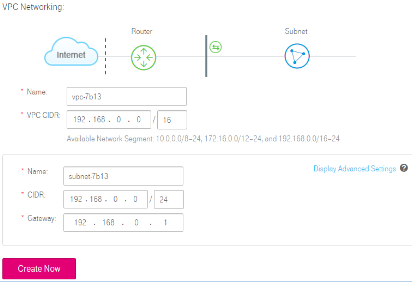 VPC Networking:
Router
Subnet
Internet
* Name: vpc-7b13
* VPC CIDR: 192 . 168 . 0 . 0 / 16
Available Network Segment: 10.0.0.0/8-24, 172.16.0.0/12-24, and 192.168.0.0/16-24
* Name: subnet-7b13
Display Advanced Settings ?
* CIDR: 192 . 168 . 0 . 0 / 24
* Gateway: 192 . 168 . 0 . 1
Create Now